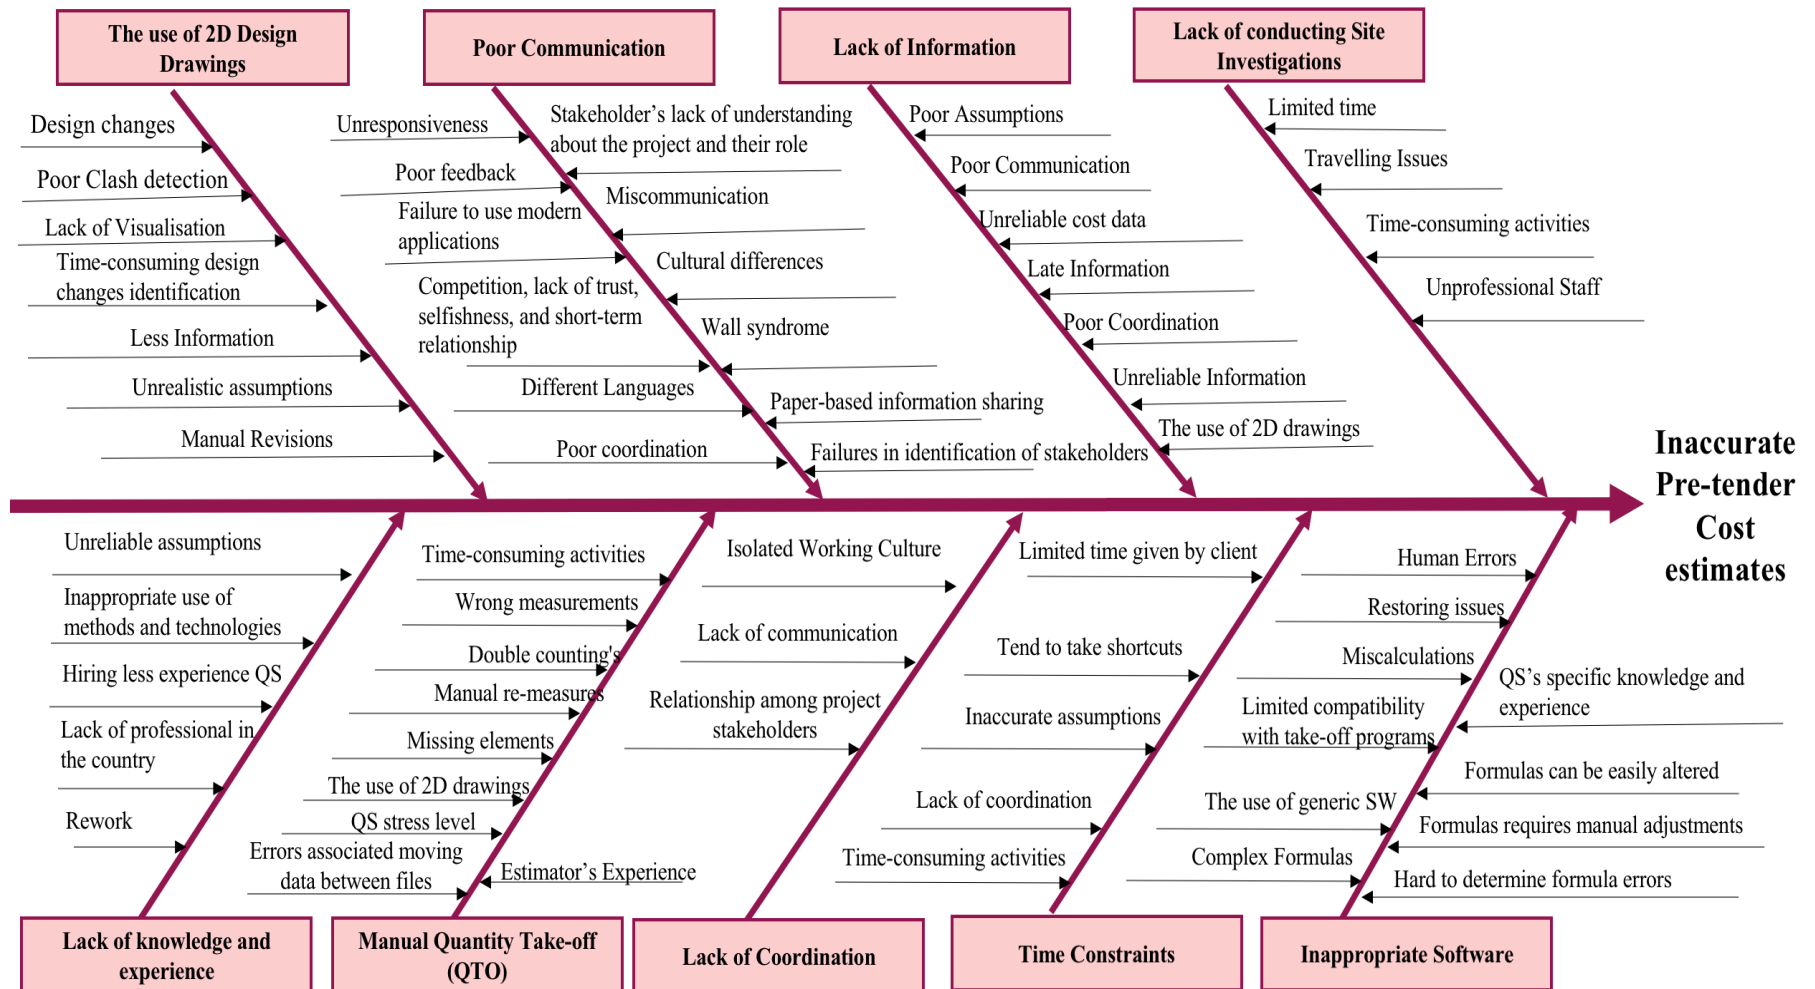 The use of 2D Design
Drawings
Poor Communication
Lack of Information
Lack of conducting Site
Investigations
Design changes
Poor Clash detection
Lack of Visualisation
Time-consuming design
changes identification
Less Information
Unrealistic assumptions
Manual Revisions
Unresponsiveness
Poor feedback
Failure to use modern
applications
Competition, lack of trust,
selfishness, and short-term
relationship
Different Languages
Poor coordination
Stakeholder’s lack of understanding
about the project and their role
Miscommunication
Cultural differences
Wall syndrome
Paper-based information sharing
Failures in identification of stakeholders
Poor Assumptions
Poor Communication
Unreliable cost data
Late Information
Poor Coordination
Unreliable Information
The use of 2D drawings
Limited time
Travelling Issues
Time-consuming activities
Unprofessional Staff
Inaccurate
Pre-tender
Cost
estimates
Unreliable assumptions
Inappropriate use of
methods and technologies
Hiring less experience QS
Lack of professional in
the country
Rework
Time-consuming activities
Wrong measurements
Double counting's
Manual re-measures
Missing elements
The use of 2D drawings
QS stress level
Errors associated moving
data between files
Estimator’s Experience
Isolated Working Culture
Lack of communication
Relationship among project
stakeholders
Limited time given by client
Tend to take shortcuts
Inaccurate assumptions
Lack of coordination
Time-consuming activities
Human Errors
Restoring issues
Miscalculations
Limited compatibility
with take-off programs
The use of generic SW
Complex Formulas
QS’s specific knowledge and
experience
Formulas can be easily altered
Formulas requires manual adjustments
Hard to determine formula errors
Lack of knowledge and
experience
Manual Quantity Take-off
(QTO)
Lack of Coordination
Time Constraints
Inappropriate Software